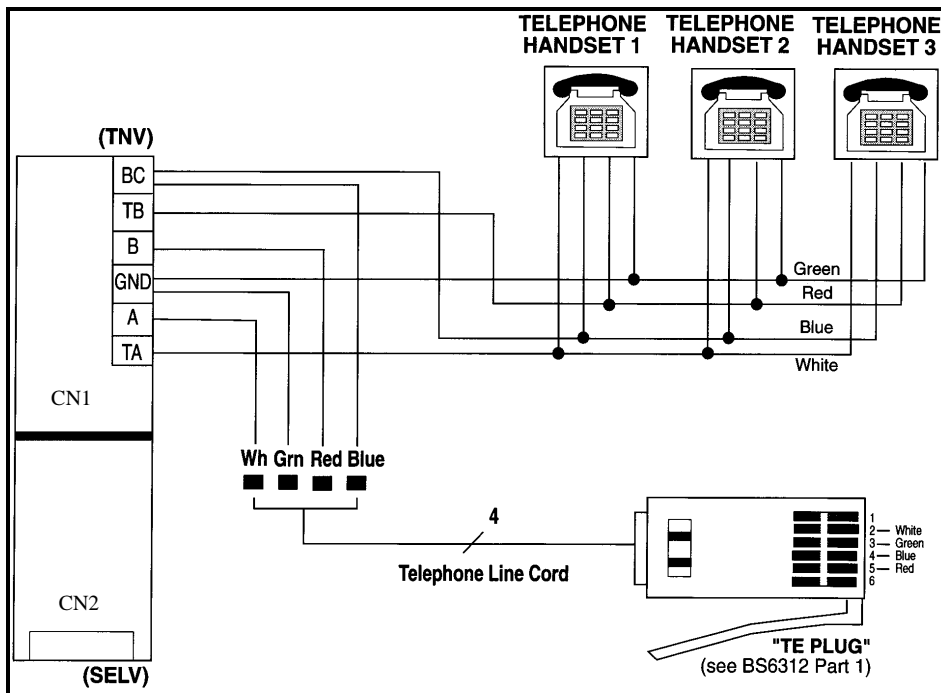 TELEPHONE
HANDSET 1
TELEPHONE
HANDSET 2
TELEPHONE
HANDSET 3
(TNV)
BC
TB
B
GND
A
TA
CN1
Green
Red
Blue
White
Wh Grn Red Blue
4
Telephone Line Cord
1
2 White
3 Green
4 Blue
5 Red
6
CN2
(SELV)
"TE PLUG"
(see BS6312 Part 1)